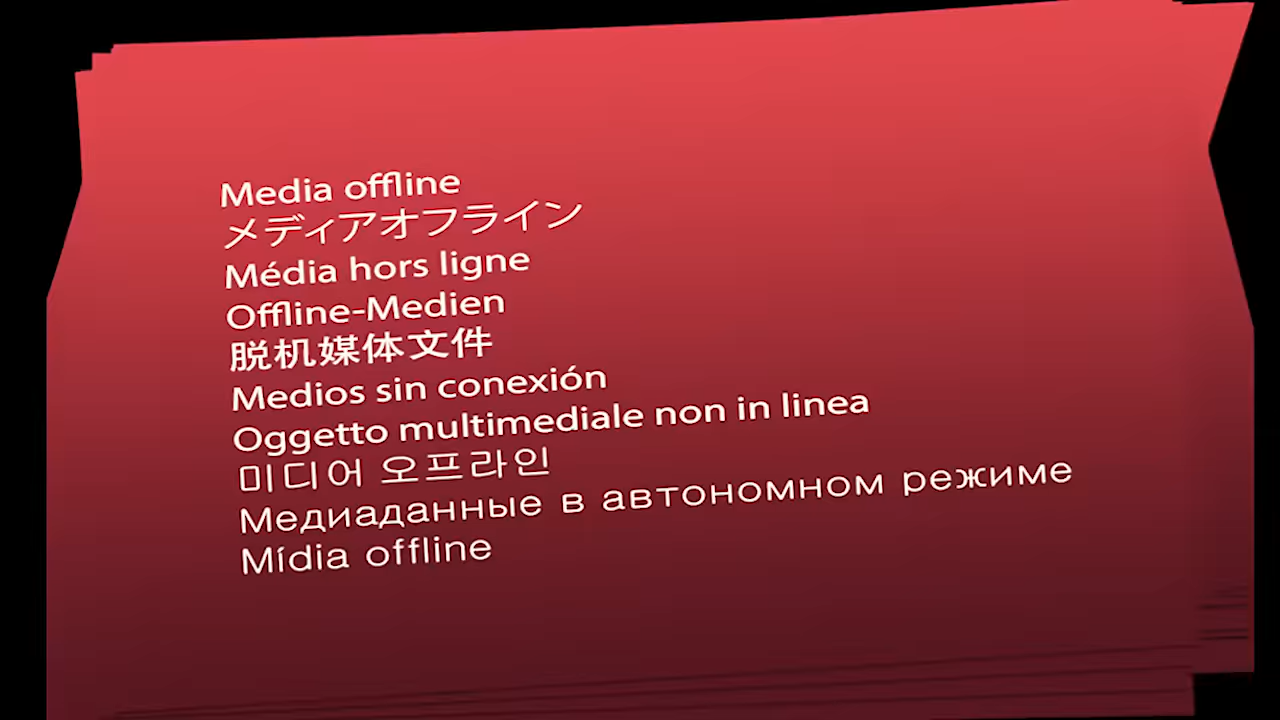 Media offline
メディアオフライン
Média hors ligne
Offline-Medien
脱机媒体文件
Medios sin conexión
Oggetto multimediale non in linea
미디어 오프라인
Медиаданные в автономном режиме
Mídia offline